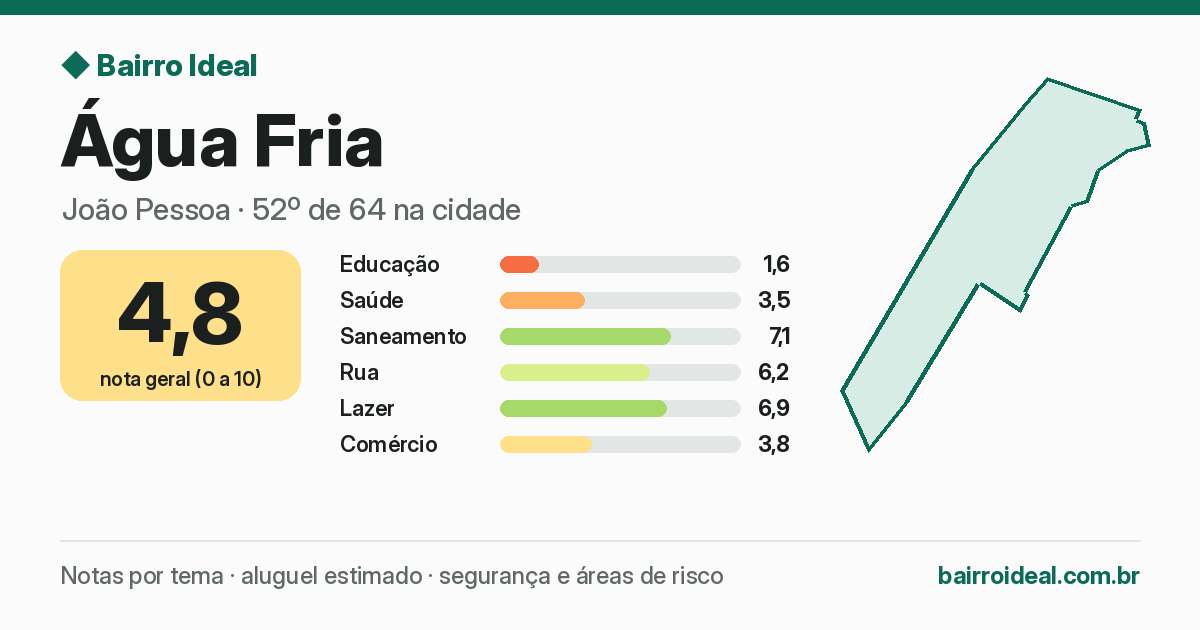 Bairro Ideal
Água Fria
João Pessoa · 52º de 64 na cidade
4,8
nota geral (0 a 10)
Educação 1,6
Saúde 3,5
Saneamento 7,1
Rua 6,2
Lazer 6,9
Comércio 3,8
Notas por tema · aluguel estimado · segurança e áreas de risco
bairroideal.com.br